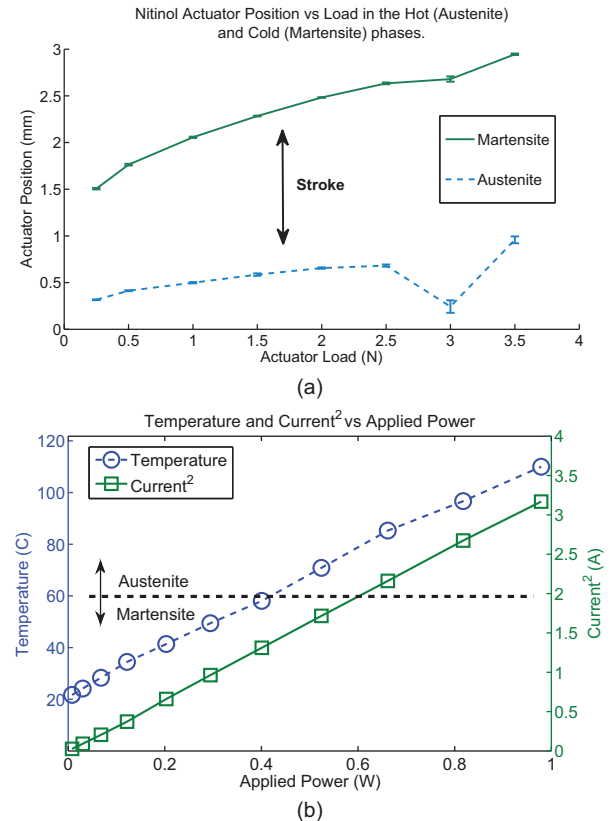 Nitinol Actuator Position vs Load in the Hot (Austenite)
and Cold (Martensite) phases.
3
2.5
2
1.5
1
0.5
0
Actuator Position (mm)
Martensite
Austenite
Stroke
0 0.5 1 1.5 2 2.5 3 3.5 4
Actuator Load (N)
(a)
Temperature and Current² vs Applied Power
120
100
80
60
40
20
Temperature (C)
Temperature
Current²
Austenite
Martensite
4
3.5
3
2.5
2
1.5
1
0.5
0
Current² (A)
0 0.2 0.4 0.6 0.8 1
Applied Power (W)
(b)